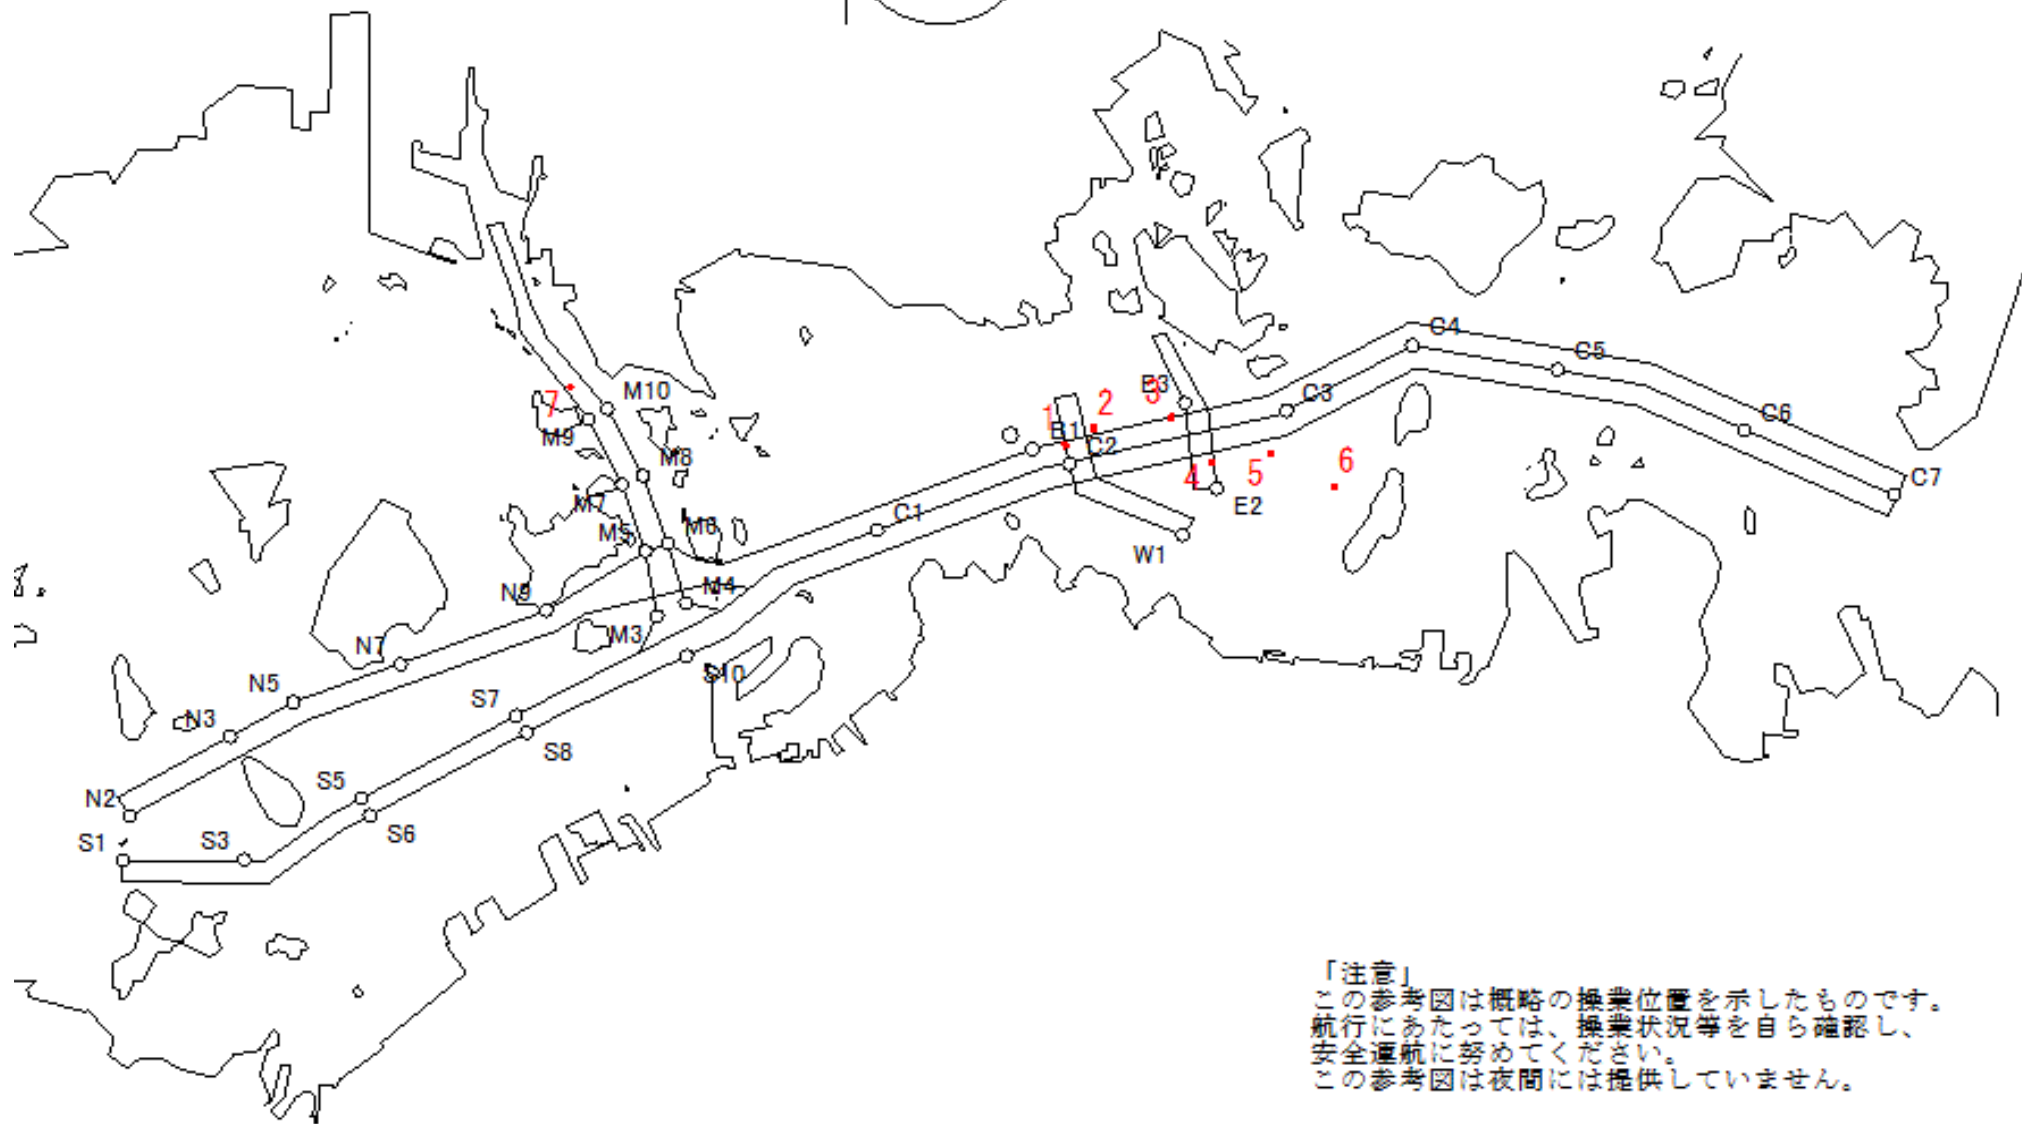 C4
C5
M10
7
B3
3
2
1
C3
C6
M9
B1
C2
M8
6
5
4
C7
M7
E2
C1
M5
M6
W1
N9
M4
M3
N7
S10
N5
S7
N3
S8
S5
N2
S6
S1
S3
「注意」
この参考図は概略の操業位置を示したものです。
航行にあたっては、操業状況等を自ら確認し、
安全運航に努めてください。
この参考図は夜間には提供していません。